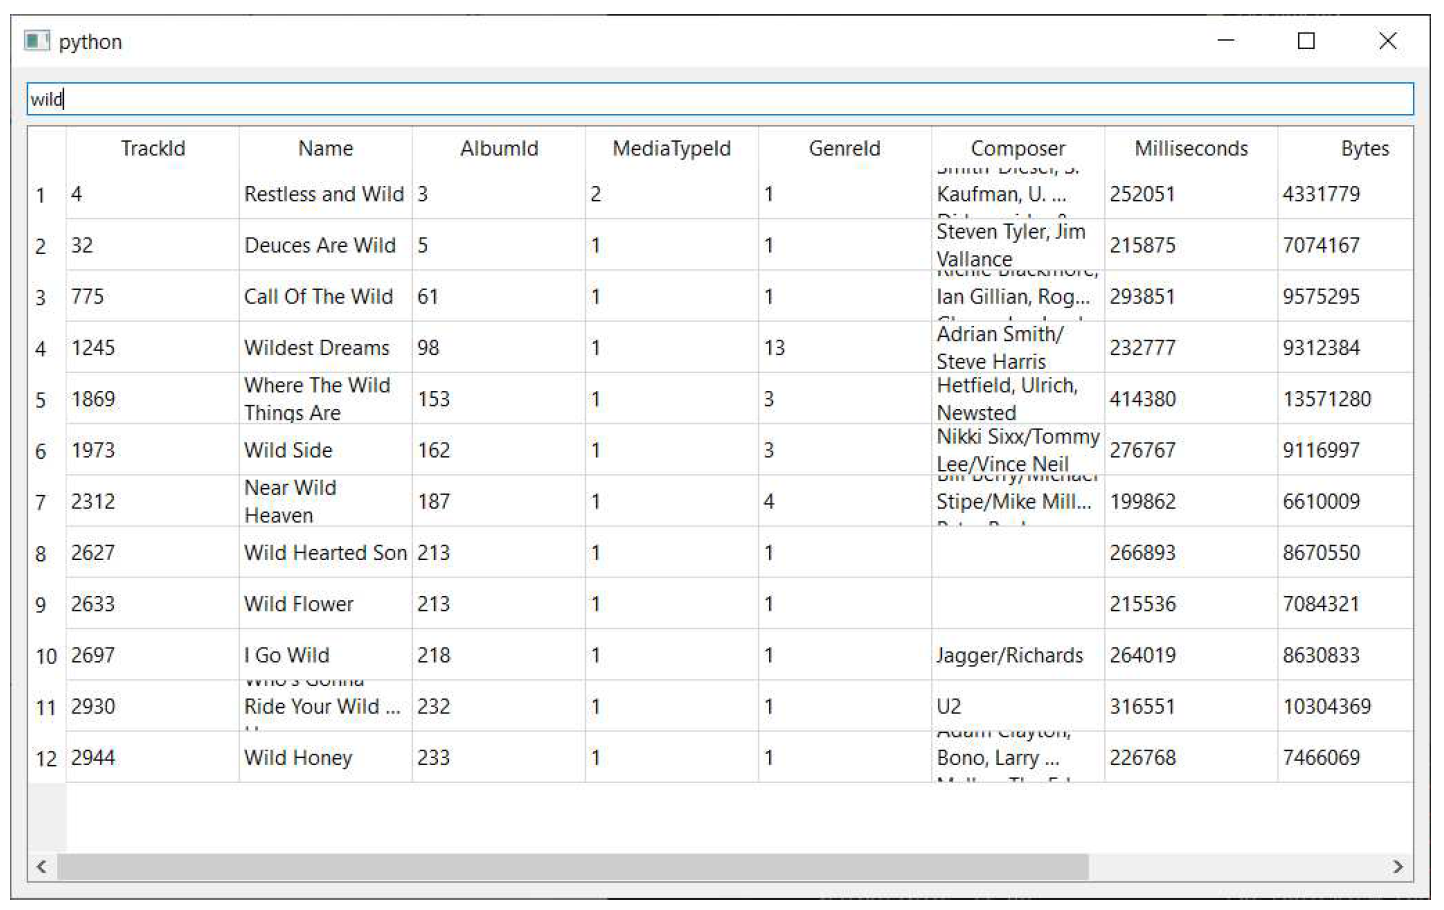 python
wild
TrackId Name AlbumId MediaTypeId GenreId Composer Milliseconds Bytes
1 4 Restless and Wild 3 2 1 Kaufman, U. ... 252051 4331779
2 32 Deuces Are Wild 5 1 1 Steven Tyler, Jim Vallance 215875 7074167
3 775 Call Of The Wild 61 1 1 Ian Gillian, Rog... 293851 9575295
4 1245 Wildest Dreams 98 1 13 Adrian Smith/ Steve Harris 232777 9312384
5 1869 Where The Wild Things Are 153 1 3 Hetfield, Ulrich, Newsted 414380 13571280
6 1973 Wild Side 162 1 3 Nikki Sixx/Tommy Lee/Vince Neil 276767 9116997
7 2312 Near Wild Heaven 187 1 4 Stipe/Mike Mill... 199862 6610009
8 2627 Wild Hearted Son 213 1 1 266893 8670550
9 2633 Wild Flower 213 1 1 215536 7084321
10 2697 I Go Wild 218 1 1 Jagger/Richards 264019 8630833
11 2930 Who's Gonna Ride Your Wild ... 232 1 1 U2 316551 10304369
12 2944 Wild Honey 233 1 1 Adam Clayton, Bono, Larry ... 226768 7466069